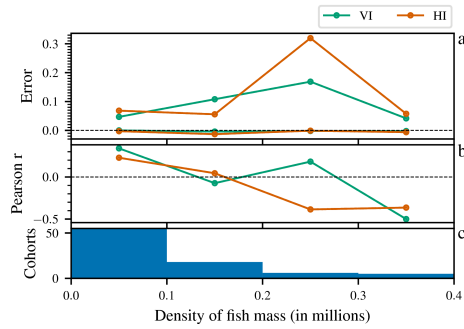 VI HI
a
0.3
0.2
0.1
0.0
Error
b
0.0
−0.5
Pearson r
c
50
0
Cohorts
0.0 0.1 0.2 0.3 0.4
Density of fish mass (in millions)